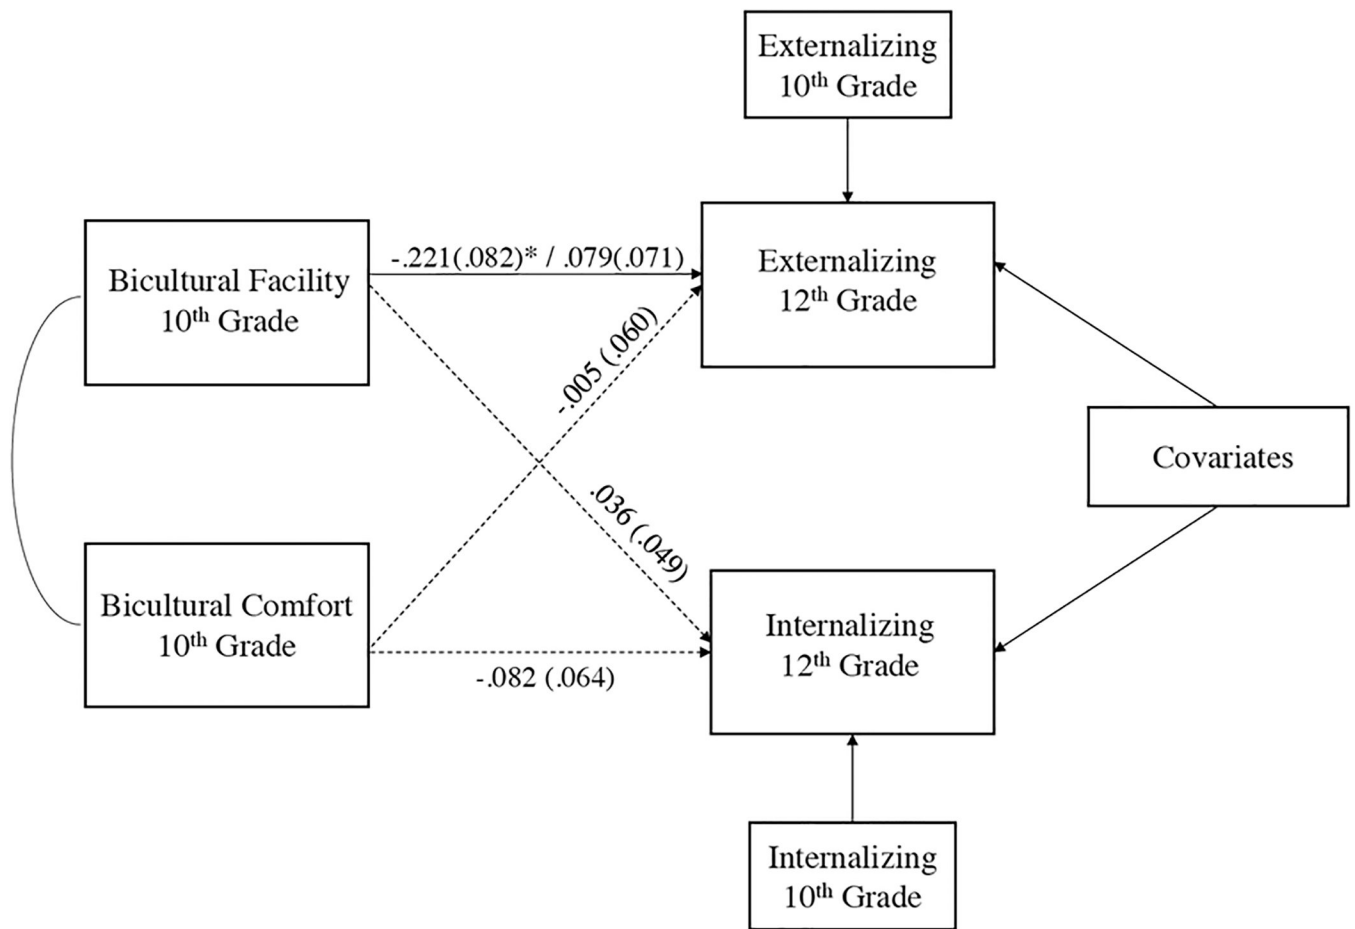 Externalizing
10th Grade
-.221(.082)* / .079(.071)
Bicultural Facility
10th Grade
Externalizing
12th Grade
-.005 (.060)
Covariates
.036 (.049)
Bicultural Comfort
10th Grade
Internalizing
12th Grade
-.082 (.064)
Internalizing
10th Grade